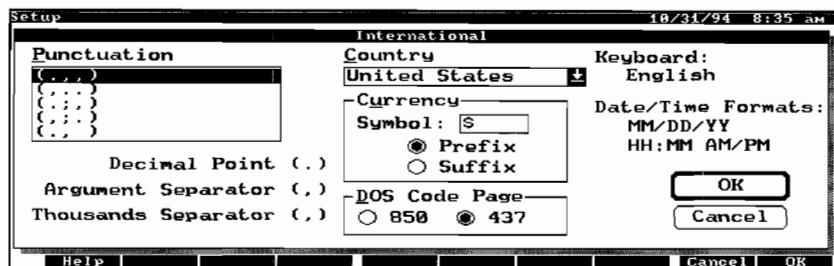 Setup 10/31/94 8:35 AM
International
Punctuation
(.,,)
(,..)
(.;,)
(,;.)
(., )
Decimal Point (.)
Argument Separator (,)
Thousands Separator (,)
Country
United States
Currency
Symbol: $
Prefix
Suffix
DOS Code Page
850 437
Keyboard:
English
Date/Time Formats:
MM/DD/YY
HH:MM AM/PM
OK
Cancel
Help Cancel OK